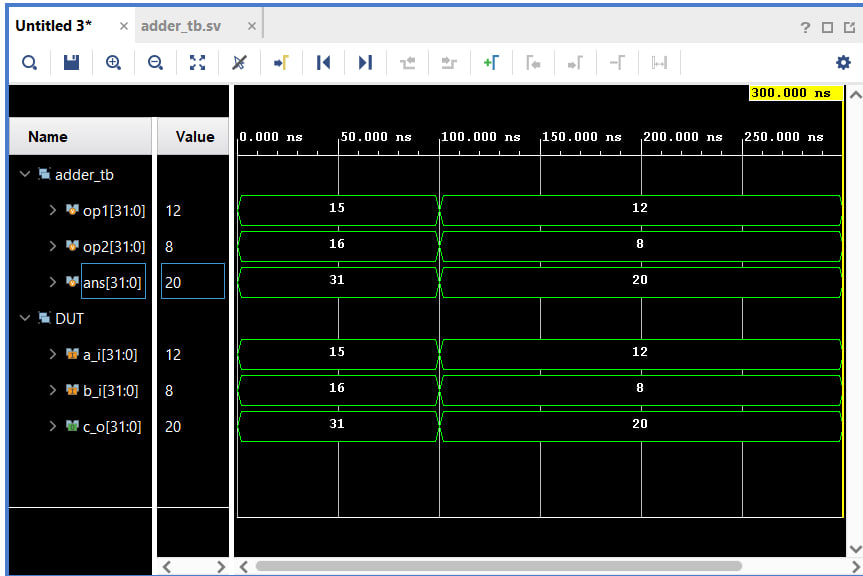 Untitled 3* × adder_tb.sv × ?
300.000 ns
Name Value 0.000 ns 50.000 ns 100.000 ns 150.000 ns 200.000 ns 250.000 ns
adder_tb
op1[31:0] 12 15 12
op2[31:0] 8 16 8
ans[31:0] 20 31 20
DUT
a_i[31:0] 12 15 12
b_i[31:0] 8 16 8
c_o[31:0] 20 31 20